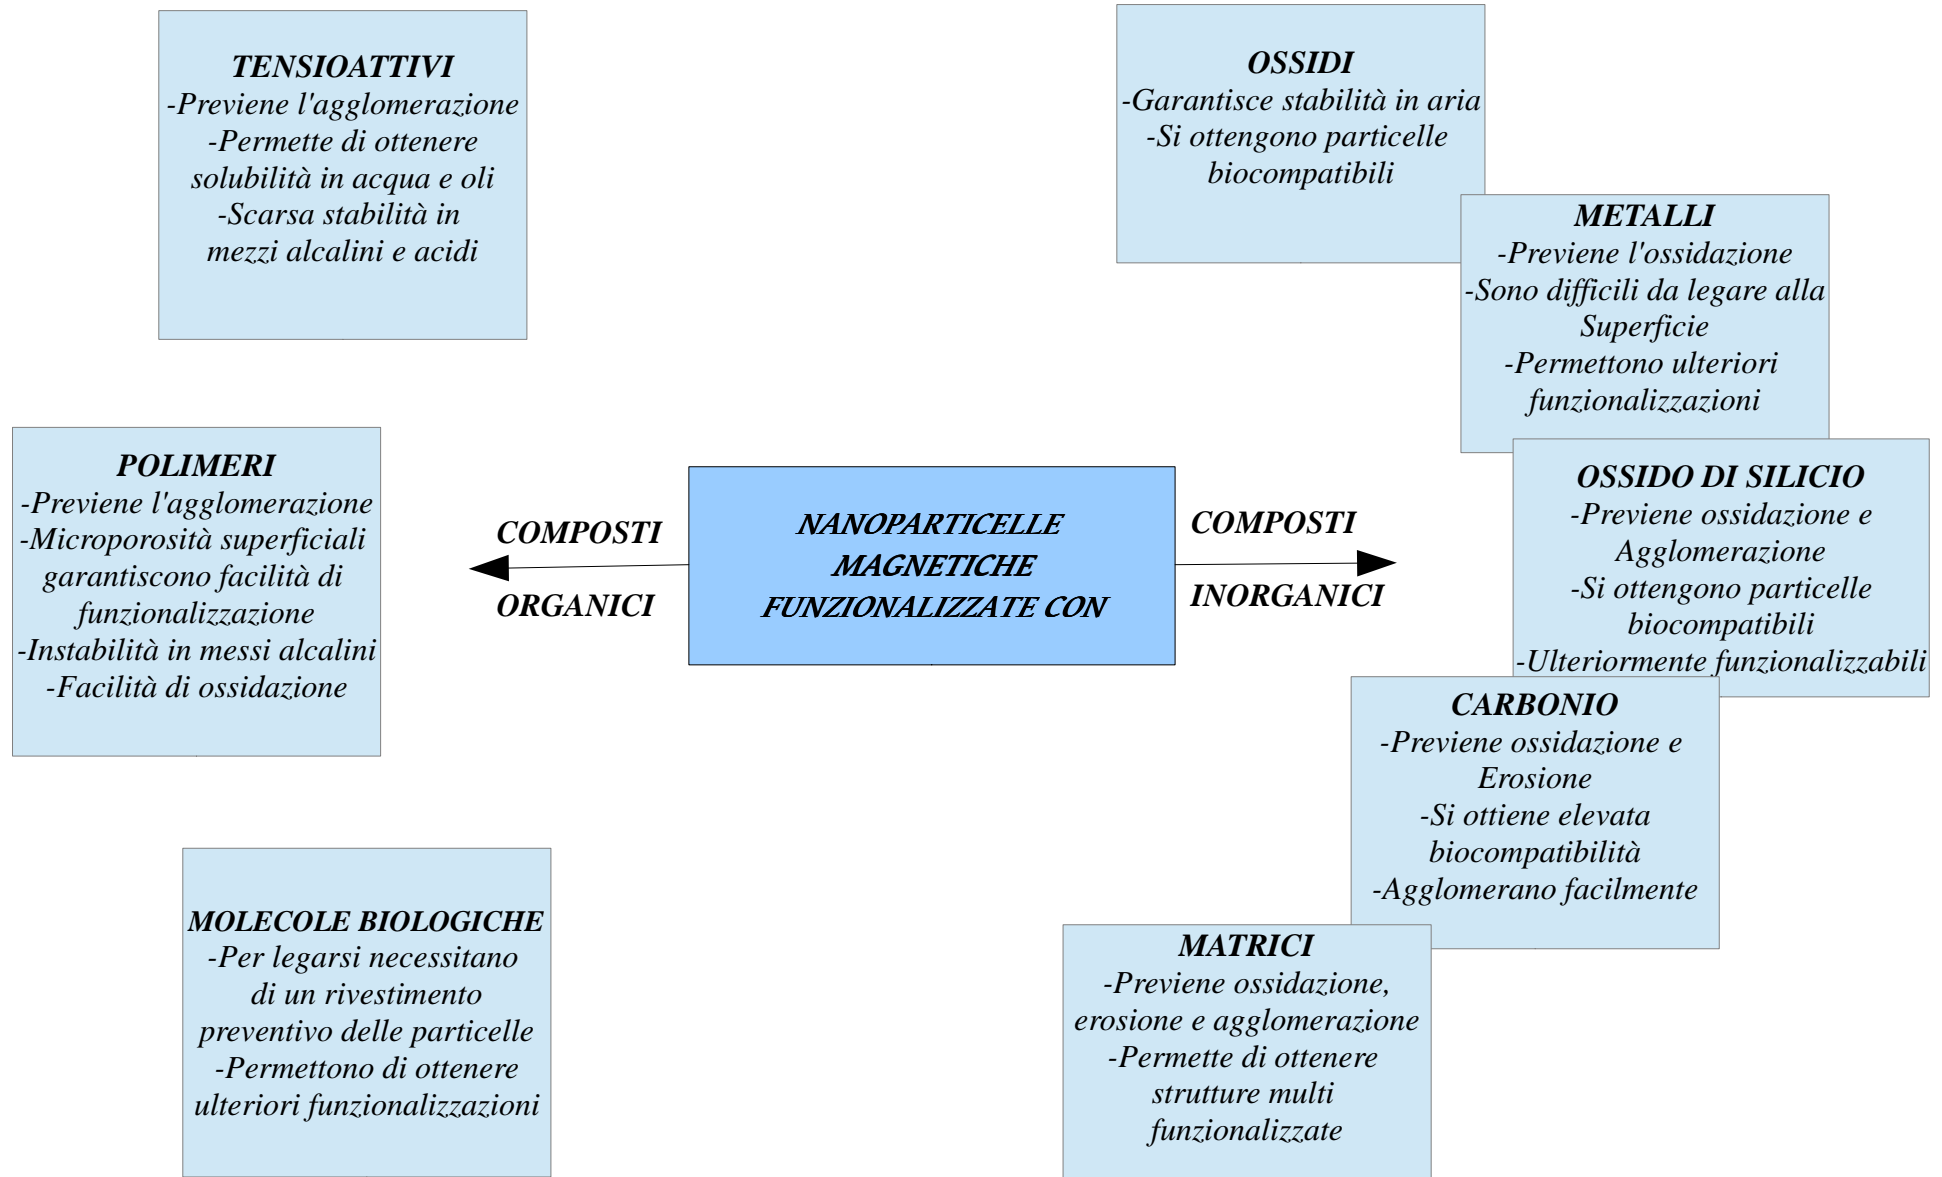 TENSIOATTIVI
-Previene l'agglomerazione
-Permette di ottenere
solubilità in acqua e oli
-Scarsa stabilità in
mezzi alcalini e acidi
POLIMERI
-Previene l'agglomerazione
-Microporosità superficiali
garantiscono facilità di
funzionalizzazione
-Instabilità in messi alcalini
-Facilità di ossidazione
MOLECOLE BIOLOGICHE
-Per legarsi necessitano
di un rivestimento
preventivo delle particelle
-Permettono di ottenere
ulteriori funzionalizzazioni
COMPOSTI
ORGANICI
NANOPARTICELLE
MAGNETICHE
FUNZIONALIZZATE CON
COMPOSTI
INORGANICI
OSSIDI
-Garantisce stabilità in aria
-Si ottengono particelle
biocompatibili
METALLI
-Previene l'ossidazione
-Sono difficili da legare alla
Superficie
-Permettono ulteriori
funzionalizzazioni
OSSIDO DI SILICIO
-Previene ossidazione e
Agglomerazione
-Si ottengono particelle
biocompatibili
-Ulteriormente funzionalizzabili
CARBONIO
-Previene ossidazione e
Erosione
-Si ottiene elevata
biocompatibilità
-Agglomerano facilmente
MATRICI
-Previene ossidazione,
erosione e agglomerazione
-Permette di ottenere
strutture multi
funzionalizzate